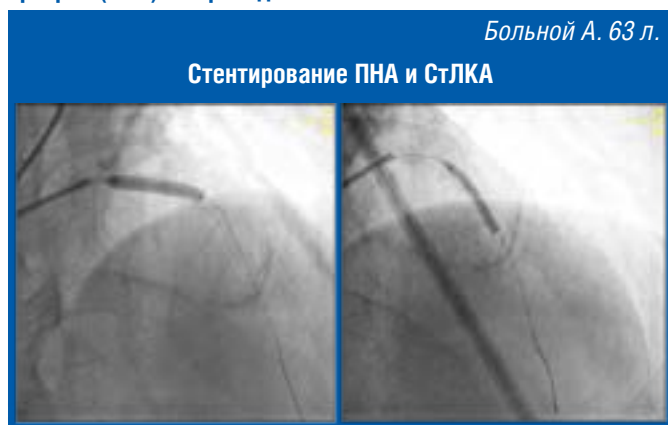 Больной А. 63 л.
Стентирование ПНА и СтЛКА